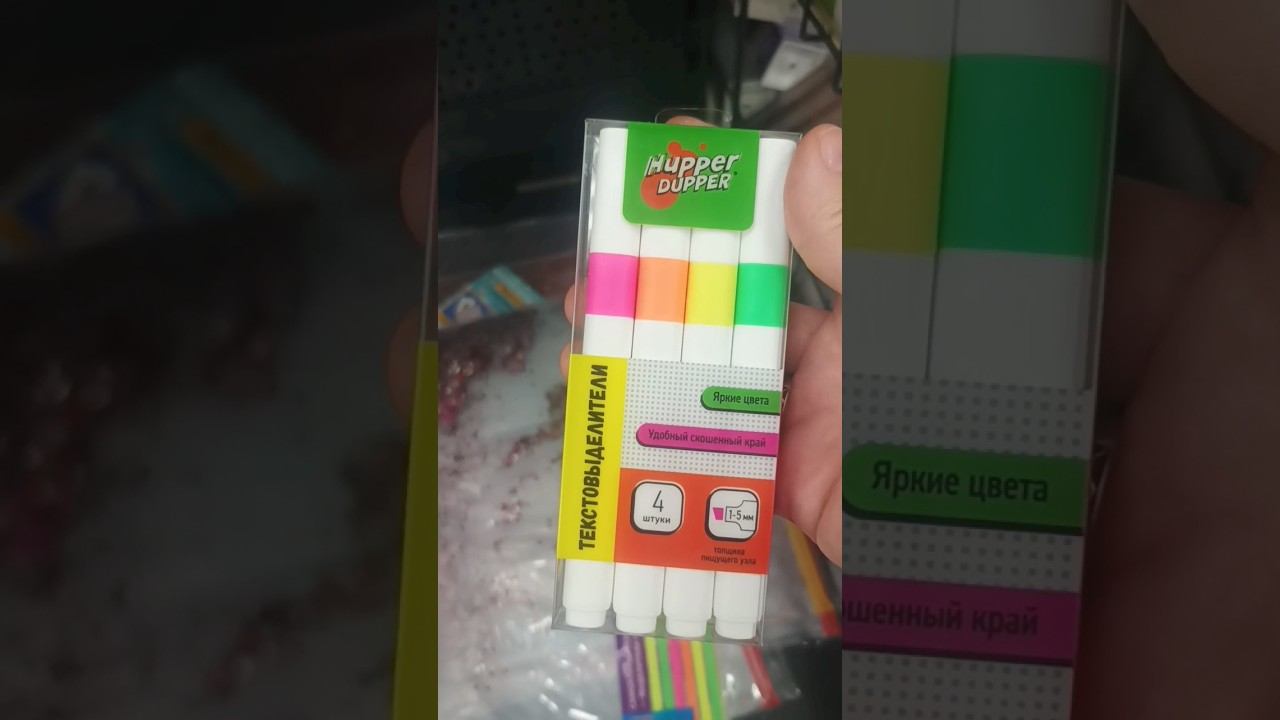 Hupper
DUPPER
ТЕКСТОВЫДЕЛИТЕЛИ
Яркие цвета
Удобный скошенный край
4
штуки
1-5 мм
толщина
пишущего узла
Яркие цвета
край